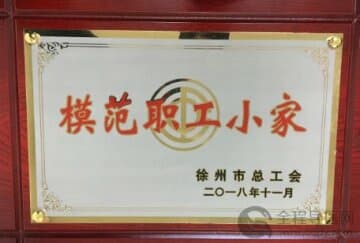 模范职工小家
徐州市总工会
二〇一八年十一月